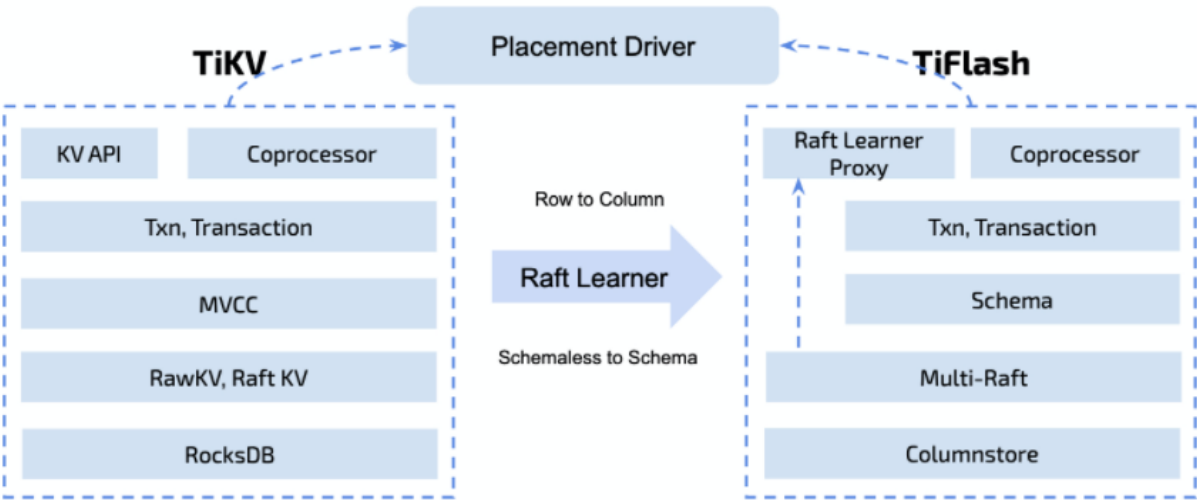 Placement Driver
TiKV
TiFlash
KV API
Coprocessor
Txn, Transaction
MVCC
RawKV, Raft KV
RocksDB
Row to Column
Raft Learner
Schemaless to Schema
Raft Learner
Proxy
Coprocessor
Txn, Transaction
Schema
Multi-Raft
Columnstore